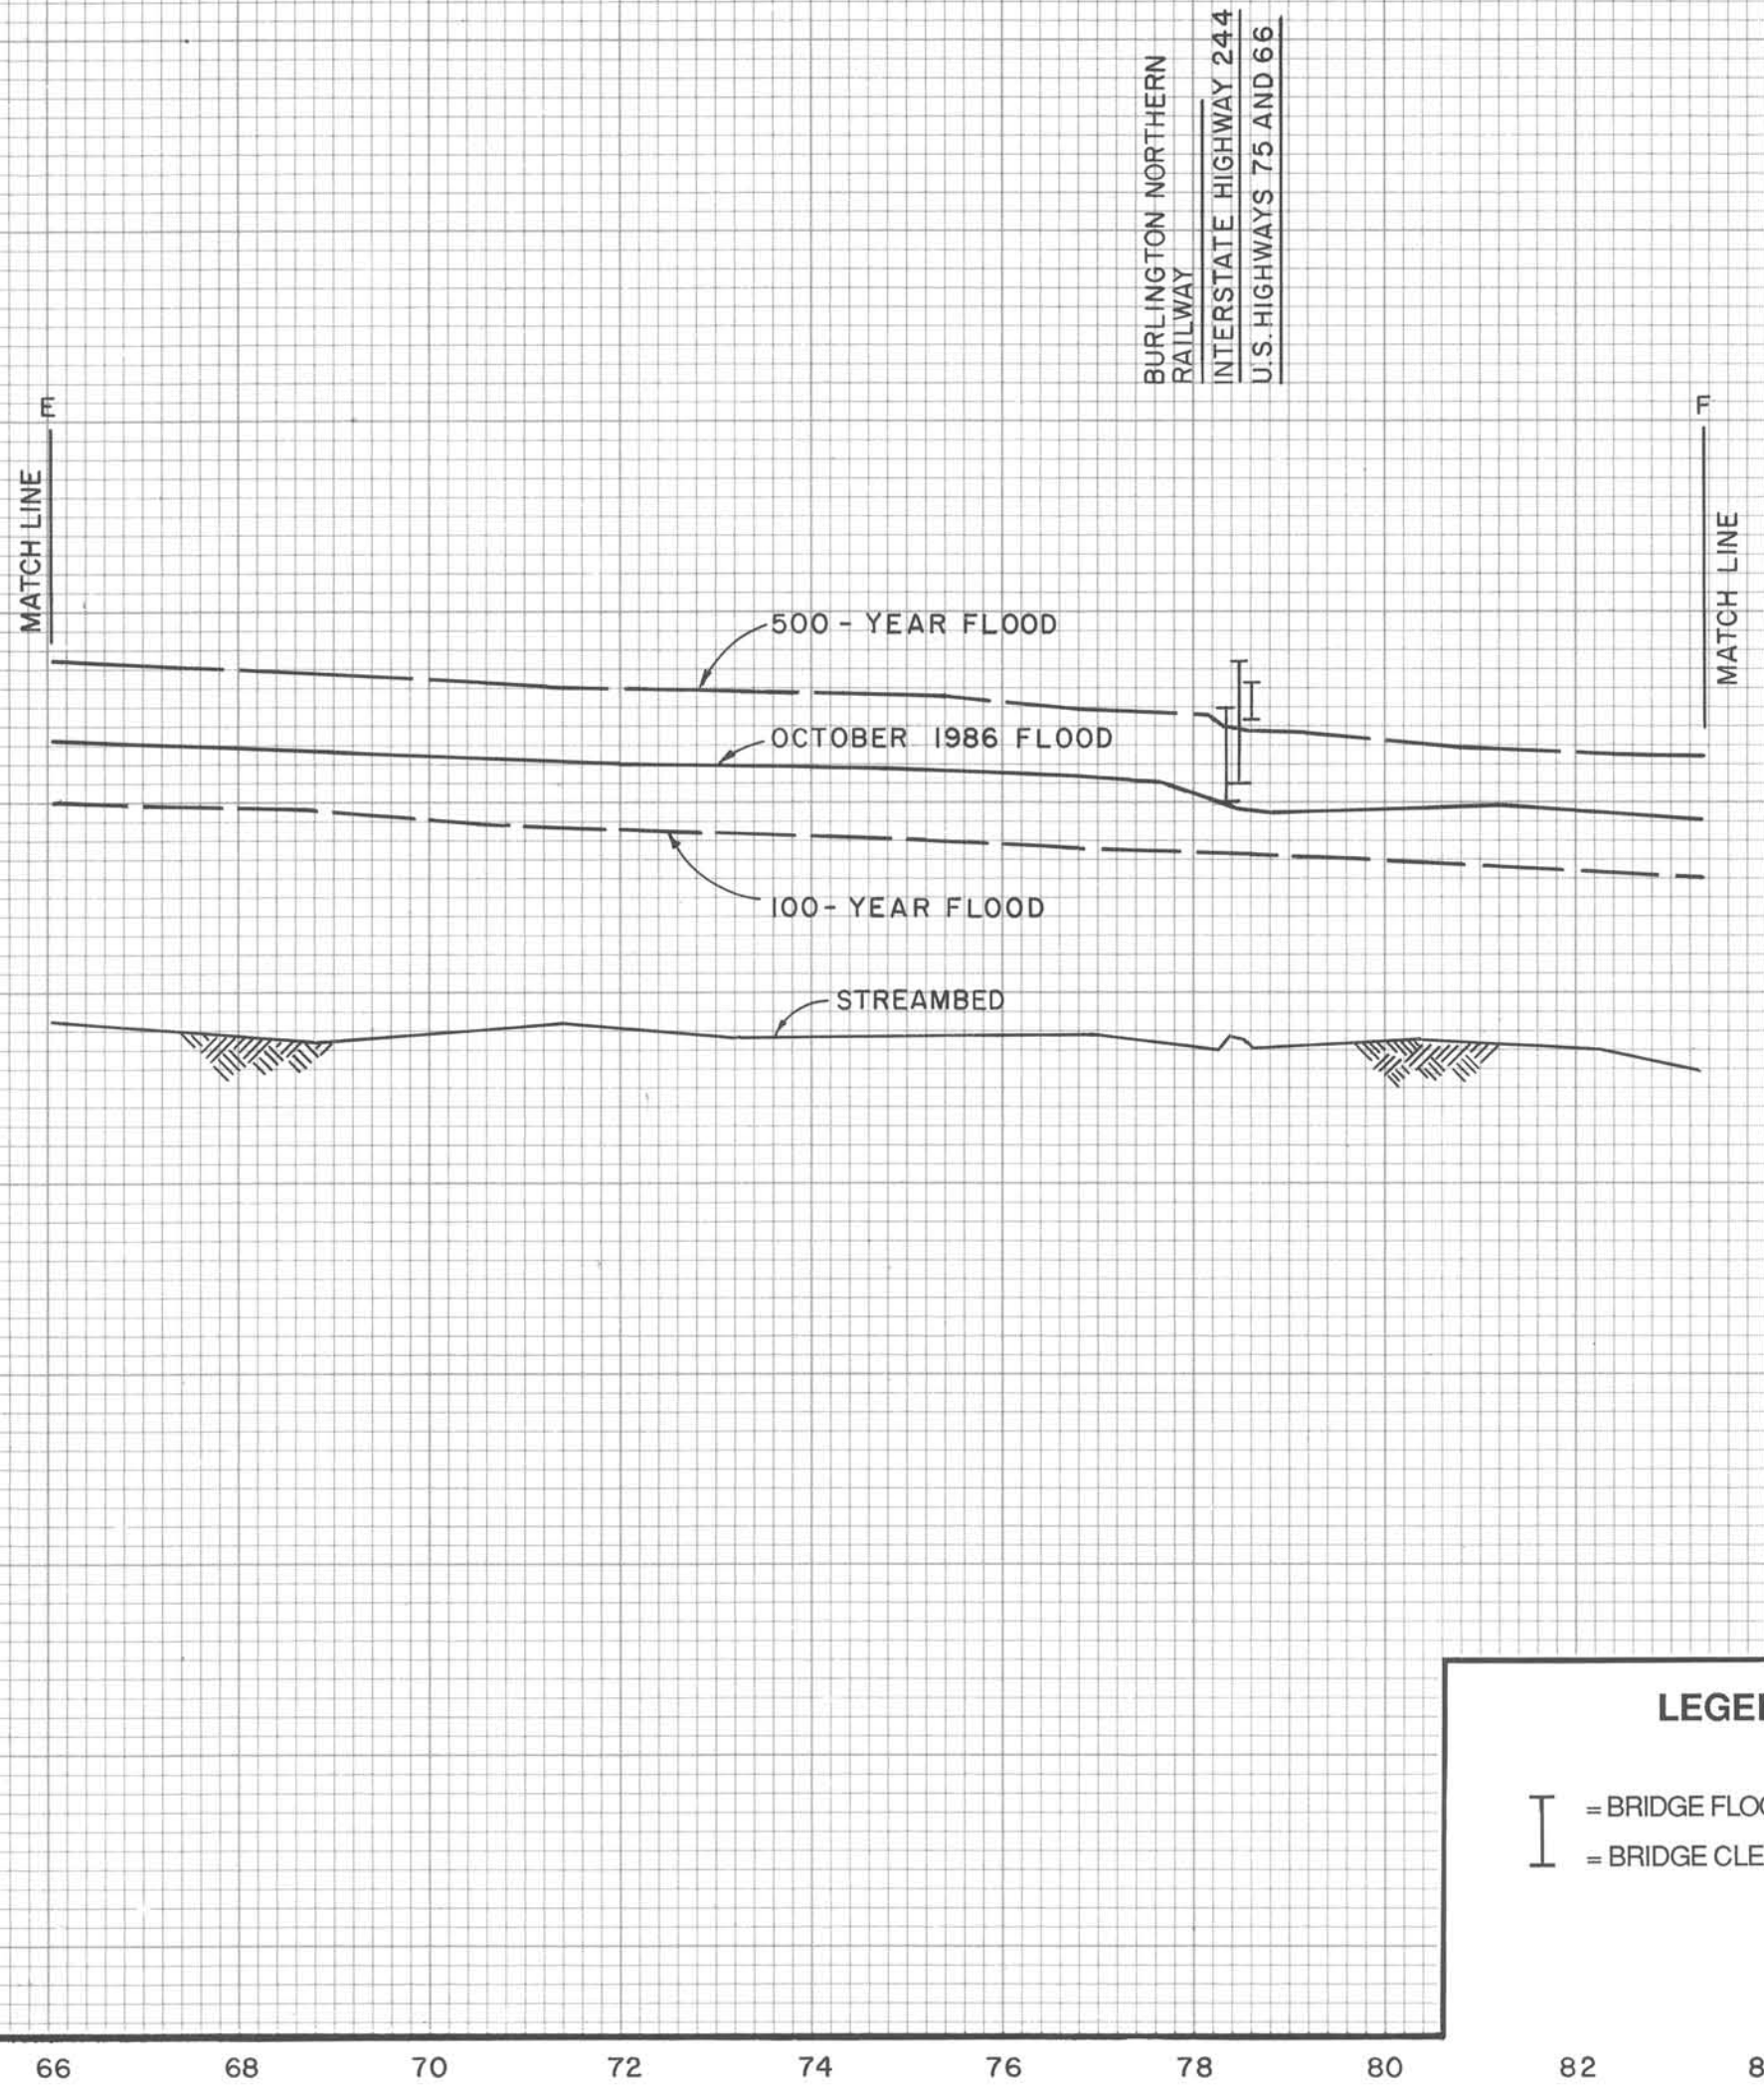 BURLINGTON NORTHERN
RAILWAY
INTERSTATE HIGHWAY 244
U.S. HIGHWAYS 75 AND 66
E
MATCH LINE
F
MATCH LINE
500 - YEAR FLOOD
OCTOBER 1986 FLOOD
100 - YEAR FLOOD
STREAMBED
LEGE
= BRIDGE FLO
= BRIDGE CLE
66 68 70 72 74 76 78 80 82 8